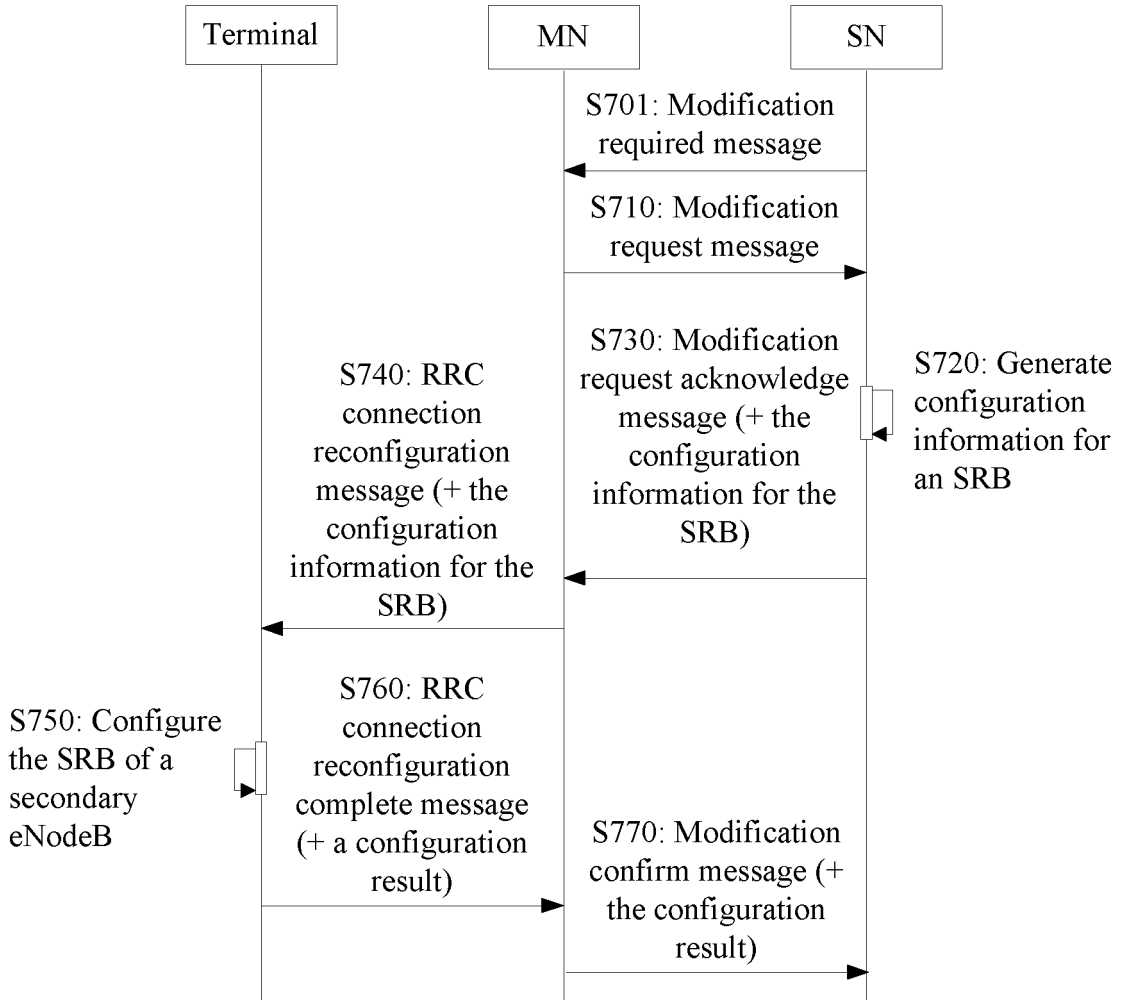 Terminal
MN
SN
S701: Modification
required message
S710: Modification
request message
S730: Modification
request acknowledge
message (+ the
configuration
information for the
SRB)
S720: Generate
configuration
information for
an SRB
S740: RRC
connection
reconfiguration
message (+ the
configuration
information for the
SRB)
S750: Configure
the SRB of a
secondary
eNodeB
S760: RRC
connection
reconfiguration
complete message
(+ a configuration
result)
S770: Modification
confirm message (+
the configuration
result)